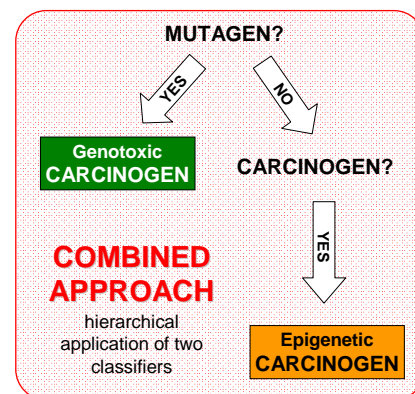 MUTAGEN?
YES
NO
Genotoxic
CARCINOGEN
CARCINOGEN?
YES
COMBINED
APPROACH
hierarchical
application of two
classifiers
Epigenetic
CARCINOGEN